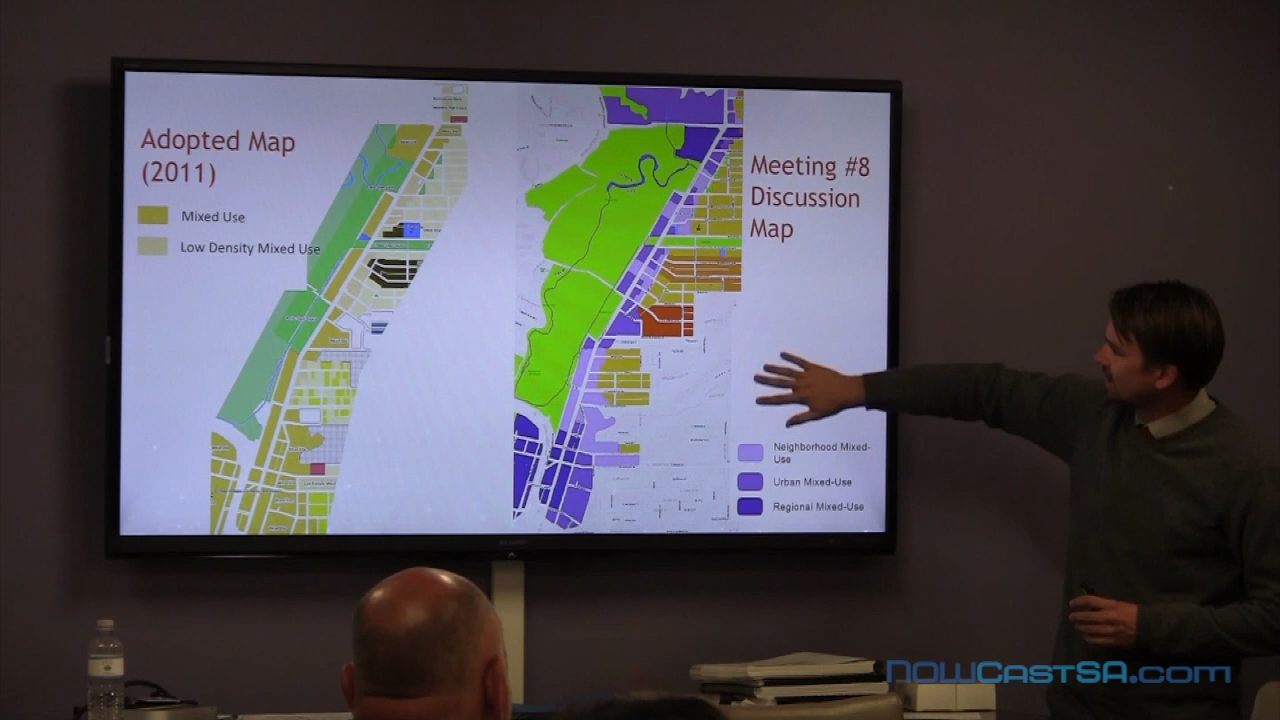 Adopted Map
(2011)
Mixed Use
Low Density Mixed Use
Meeting #8
Discussion
Map
Neighborhood Mixed-
Use
Urban Mixed-Use
Regional Mixed-Use
NOWCASTSA.com